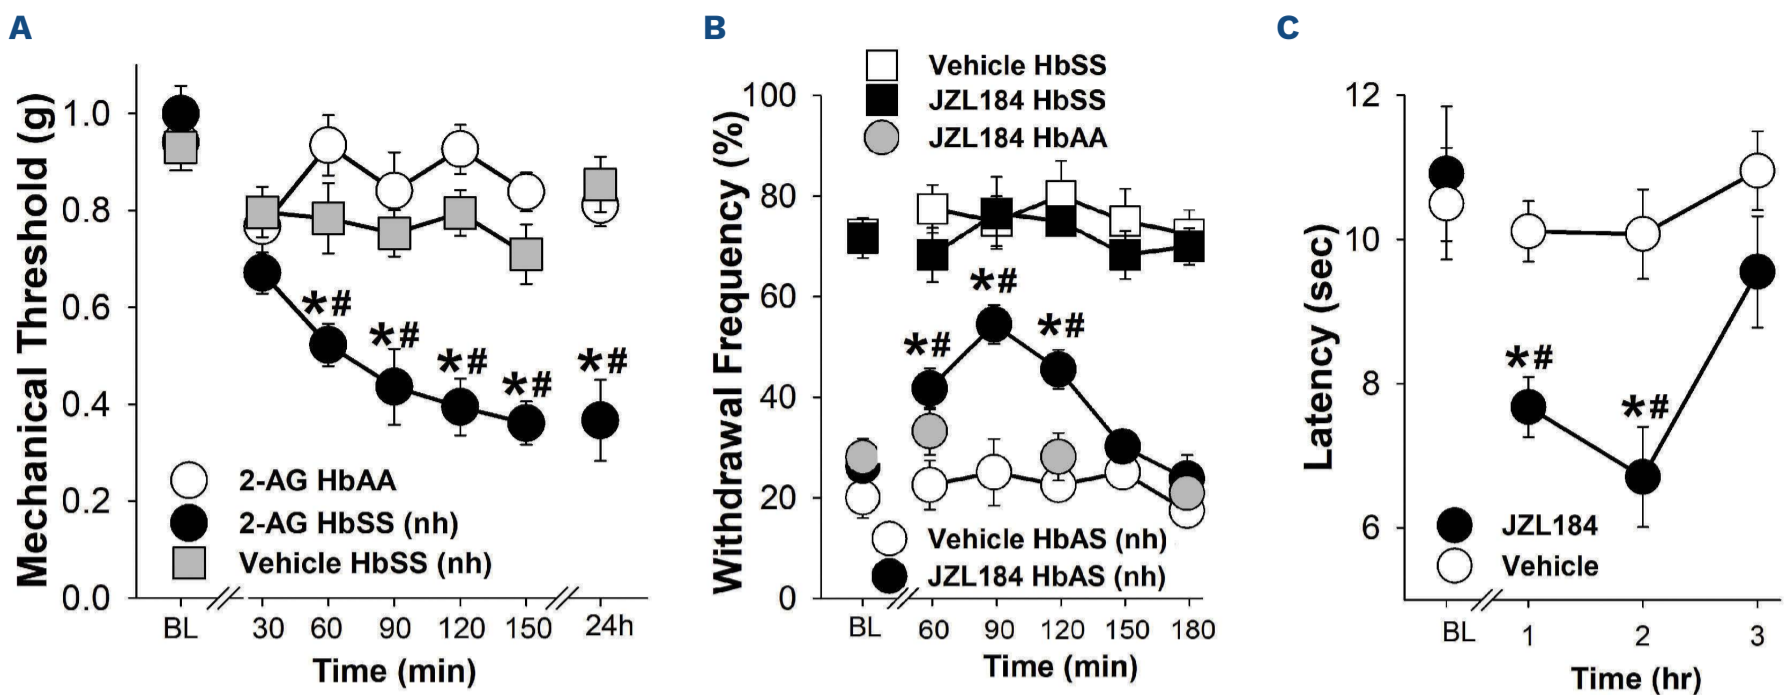 A
Mechanical Threshold (g)
1.0
0.8
0.6
0.4
0.2
0.0
*#
*#
*#
*#
*#
2-AG HbAA
2-AG HbSS (nh)
Vehicle HbSS (nh)
BL 30 60 90 120 150 24h
Time (min)
B
Withdrawal Frequency (%)
Vehicle HbSS
JZL184 HbSS
JZL184 HbAA
100
80
60
40
20
0
*#
*#
*#
Vehicle HbAS (nh)
JZL184 HbAS (nh)
BL 60 90 120 150 180
Time (min)
C
Latency (sec)
12
10
8
6
*#
*#
JZL184
Vehicle
BL 1 2 3
Time (hr)